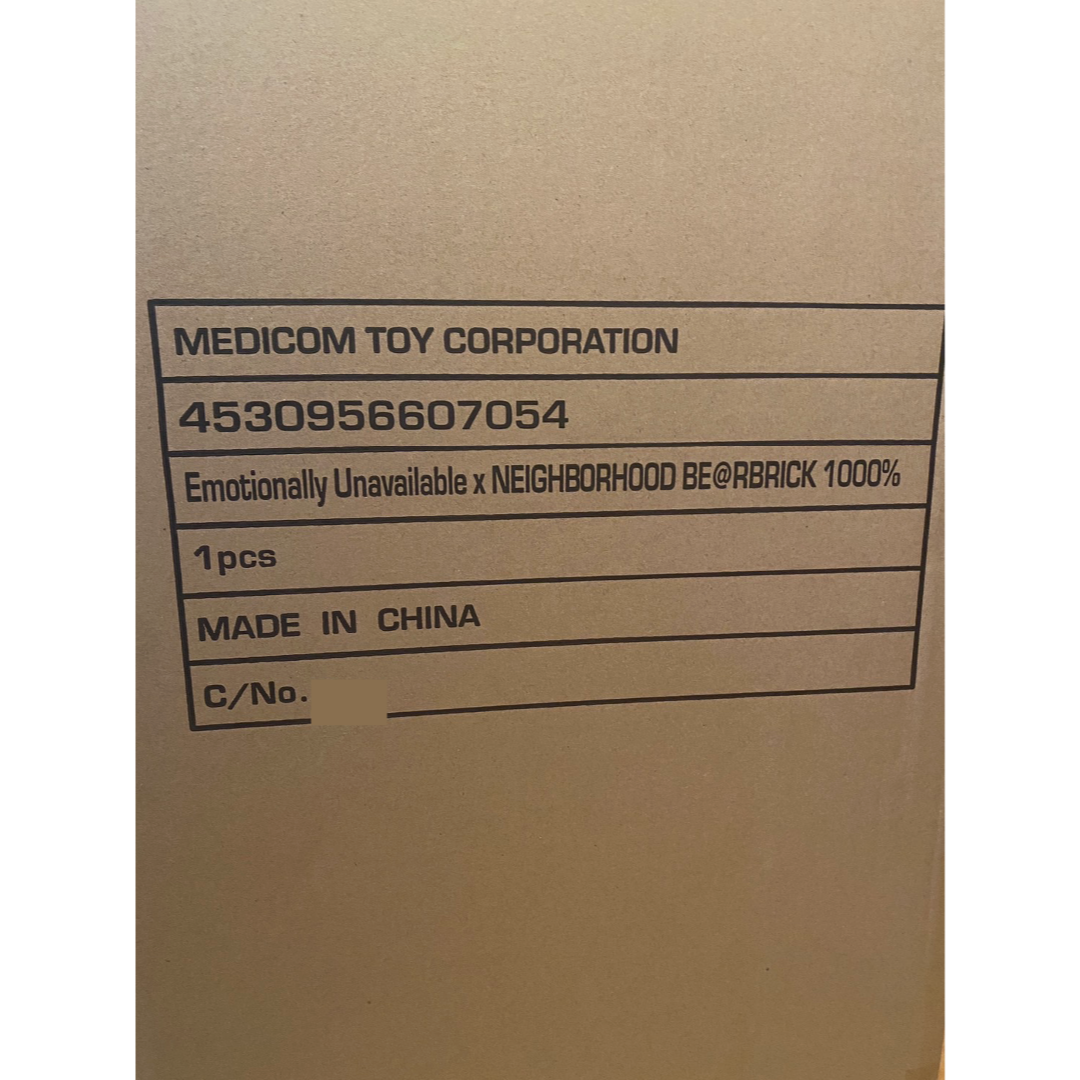 MEDICOM TOY CORPORATION
4530956607054
Emotionally Unavailable x NEIGHBORHOOD BE@RBRICK 1000%
1pcs
MADE IN CHINA
C/No.